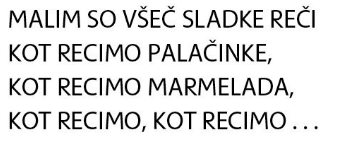 MALIM SO VŠEČ SLADKE REČI
KOT RECIMO PALAČINKE,
KOT RECIMO MARMELADA,
KOT RECIMO, KOT RECIMO . . .